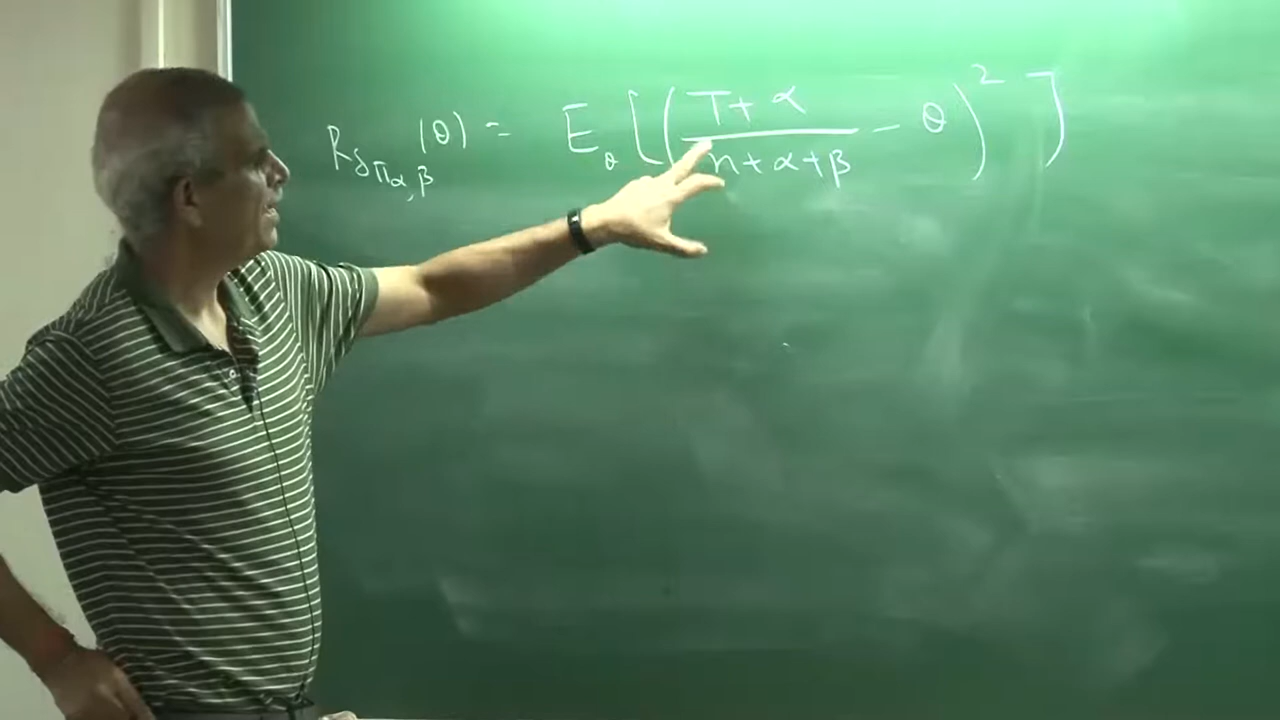 R_{δ_{π_{α,β}}}(θ) = E_θ [ ( (T + α) / (n + α + β) − θ )^2 ]